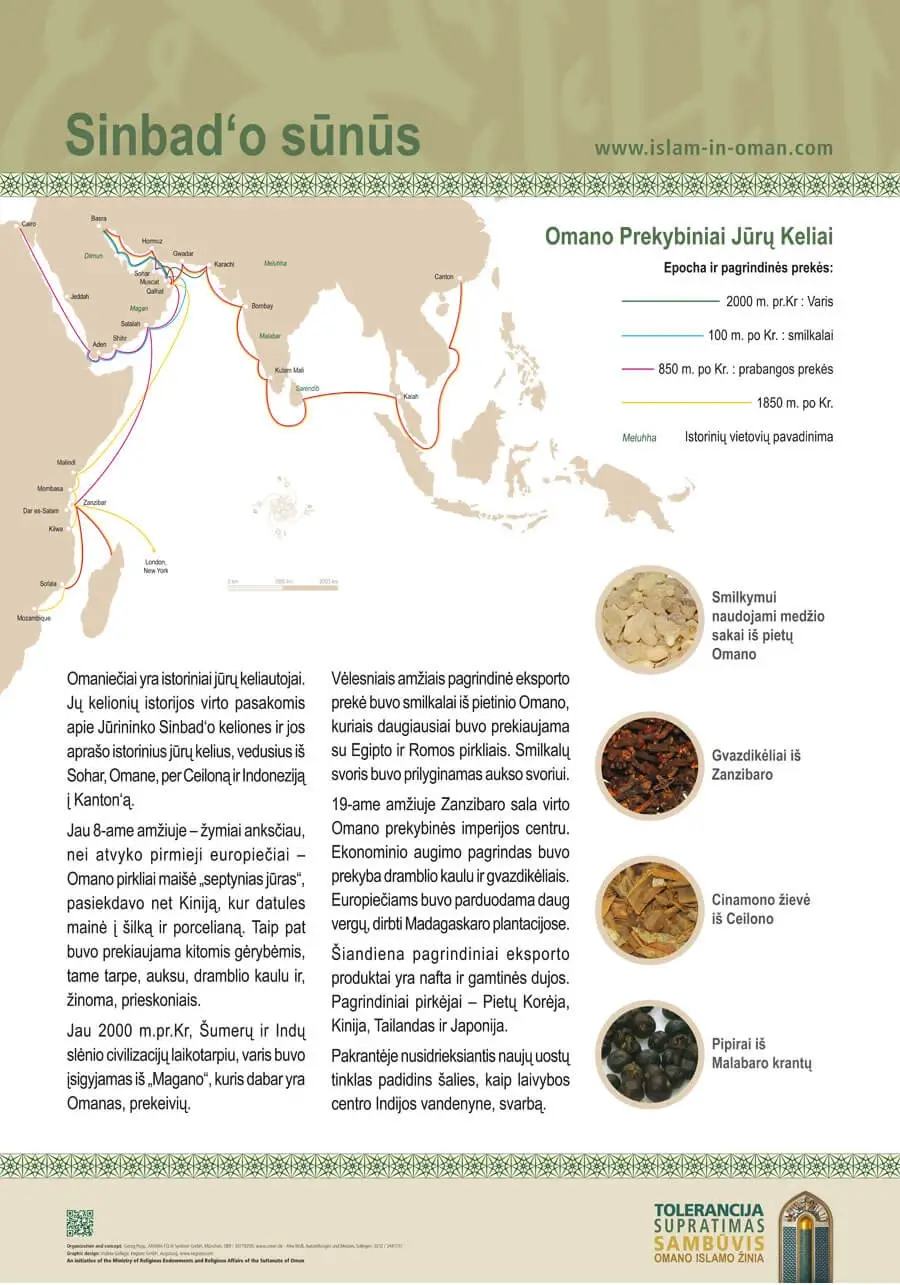 Sinbad‘o sūnūs
www.islam-in-oman.com
Omano Prekybiniai Jūrų Keliai
Epocha ir pagrindinės prekės:
2000 m. pr.Kr : Varis
100 m. po Kr. : smilkalai
850 m. po Kr. : prabangos prekės
1850 m. po Kr.
Meluhha Istorinių vietovių pavadinima
Cairo
Basra
Dilmun
Hormuz
Gwadar
Karachi
Meluhha
Canton
Sohar
Muscat
Qalhat
Jeddah
Magan
Bombay
Salalah
Malabar
Shihr
Aden
Kulam Mali
Sarendib
Kalah
Malindi
Mombasa
Zanzibar
Dar es-Salam
Kilwa
London,
New York
Sofala
Mozambique
0 km
Smilkymui
naudojami medžio
sakai iš pietų
Omano
Gvazdikėliai iš
Zanzibaro
Cinamono žievė
iš Ceilono
Pipirai iš
Malabaro krantų
Omaniečiai yra istoriniai jūrų keliautojai.
Jų kelionių istorijos virto pasakomis
apie Jūrininko Sinbad‘o keliones ir jos
aprašo istorinius jūrų kelius, vedusius iš
Sohar, Omane, per Ceiloną ir Indoneziją
į Kanton‘ą.
Jau 8-ame amžiuje – žymiai anksčiau,
nei atvyko pirmieji europiečiai –
Omano pirkliai maišė „septynias jūras“,
pasiekdavo net Kiniją, kur datules
mainė į šilką ir porcelianą. Taip pat
buvo prekiaujama kitomis gėrybėmis,
tame tarpe, auksu, dramblio kaulu ir,
žinoma, prieskoniais.
Jau 2000 m.pr.Kr, Šumerų ir Indų
slėnio civilizacijų laikotarpiu, varis buvo
įsigyjamas iš „Magano“, kuris dabar yra
Omanas, prekeivių.
Vėlesniais amžiais pagrindinė eksporto
prekė buvo smilkalai iš pietinio Omano,
kuriais daugiausiai buvo prekiaujama
su Egipto ir Romos pirkliais. Smilkalų
svoris buvo prilyginamas aukso svoriui.
19-ame amžiuje Zanzibaro sala virto
Omano prekybinės imperijos centru.
Ekonominio augimo pagrindas buvo
prekyba dramblio kaulu ir gvazdikėliais.
Europiečiams buvo parduodama daug
vergų, dirbti Madagaskaro plantacijose.
Šiandiena pagrindiniai eksporto
produktai yra nafta ir gamtinės dujos.
Pagrindiniai pirkėjai – Pietų Korėja,
Kinija, Tailandas ir Japonija.
Pakrantėje nusidrieksiantis naujų uostų
tinklas padidins šalies, kaip laivybos
centro Indijos vandenyne, svarbą.
An initiative of the Ministry of Religious Endowments and Religious Affairs of the Sultanate of Oman
TOLERANCIJA
SUPRATIMAS
SAMBŪVIS
OMANO ISLAMO ŽINIA